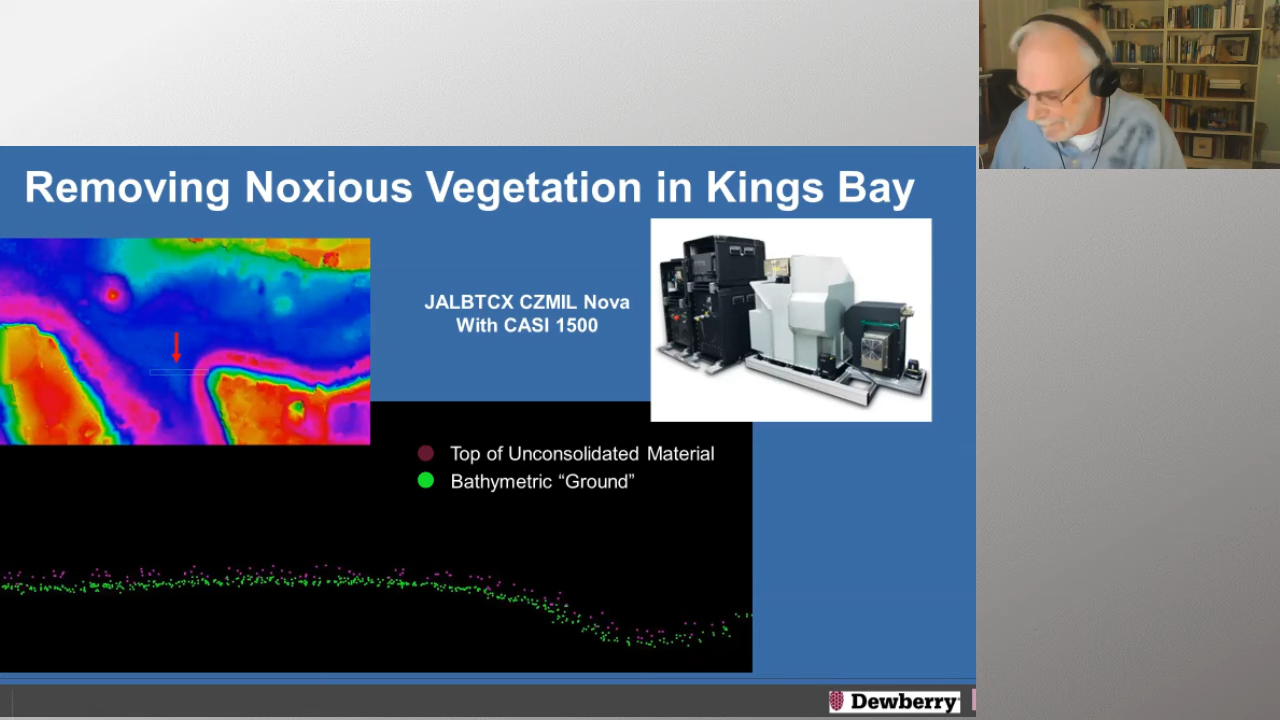 Removing Noxious Vegetation in Kings Bay
JALBTCX CZMIL Nova
With CASI 1500
Top of Unconsolidated Material
Bathymetric “Ground”
Dewberry